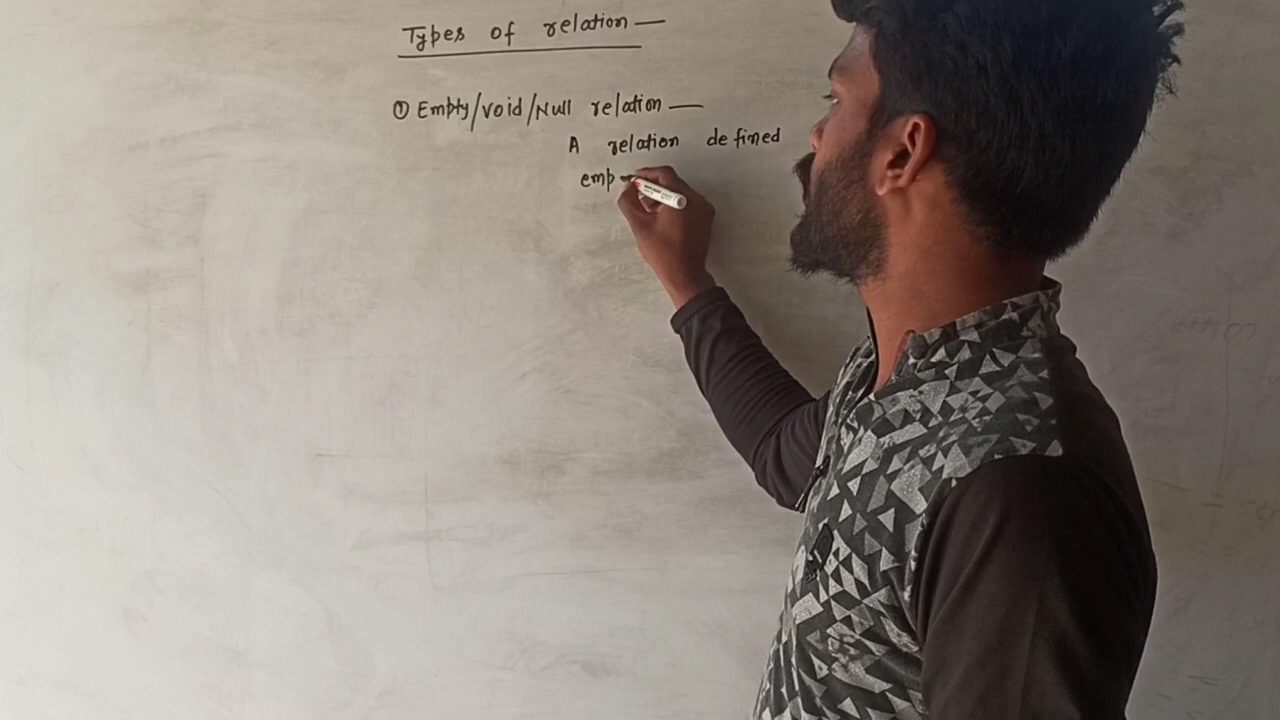 Types of relation —
① Empty/void/Null relation —
A relation defined
emp